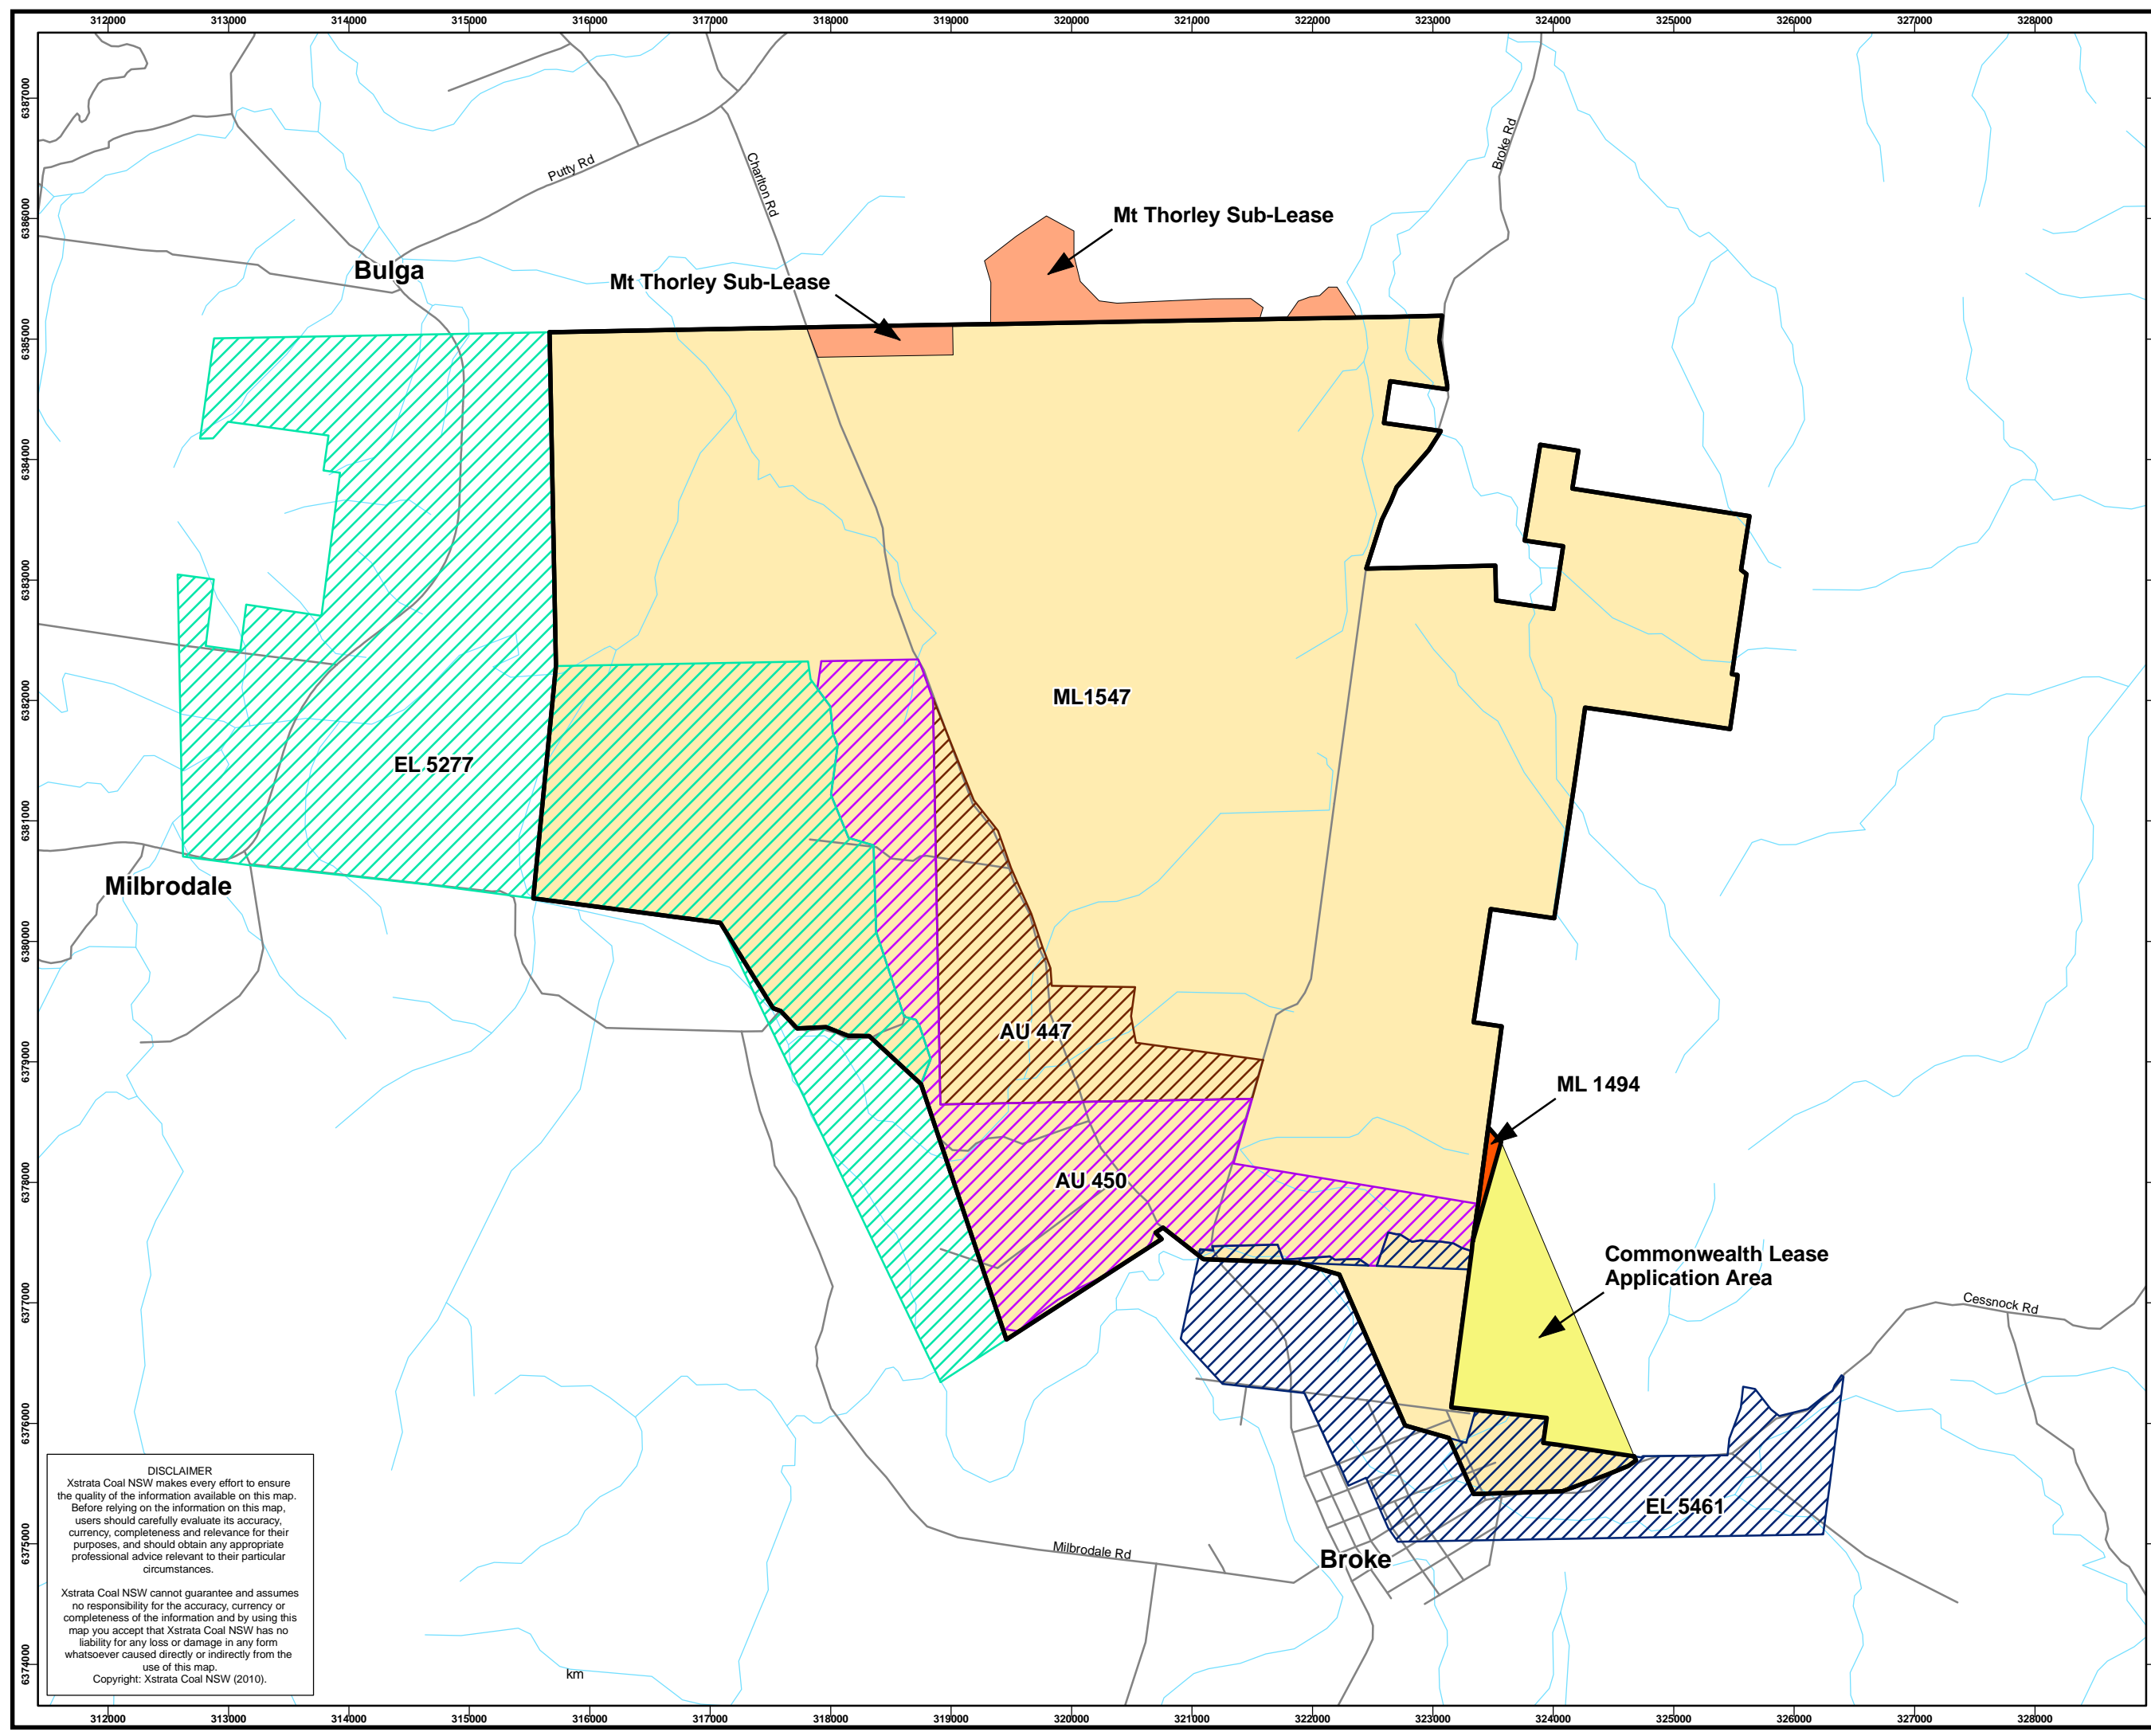 312000 313000 314000 315000 316000 317000 318000 319000 320000 321000 322000 323000 324000 325000 326000 327000 328000
6387000
6386000
6385000
6384000
6383000
6382000
6381000
6380000
6379000
6378000
6377000
6376000
6375000
6374000
Putty Rd
Charlton Rd
Broke Rd
Mt Thorley Sub-Lease
Bulga
Mt Thorley Sub-Lease
ML1547
EL 5277
Milbrodale
AU 447
ML 1494
AU 450
Commonwealth Lease
Application Area
Cessnock Rd
EL 5461
Milbrodale Rd
Broke
DISCLAIMER
Xstrata Coal NSW makes every effort to ensure
the quality of the information available on this map.
Before relying on the information on this map,
users should carefully evaluate its accuracy,
currency, completeness and relevance for their
purposes, and should obtain any appropriate
professional advice relevant to their particular
circumstances.
Xstrata Coal NSW cannot guarantee and assumes
no responsibility for the accuracy, currency or
completeness of the information and by using this
map you accept that Xstrata Coal NSW has no
liability for any loss or damage in any form
whatsoever caused directly or indirectly from the
use of this map.
Copyright: Xstrata Coal NSW (2010).
km
312000 313000 314000 315000 316000 317000 318000 319000 320000 321000 322000 323000 324000 325000 326000 327000 328000